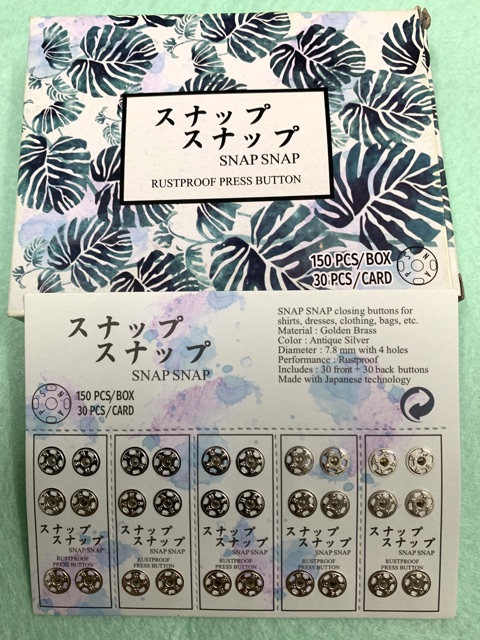 スナップ
スナップ
SNAP SNAP
RUSTPROOF PRESS BUTTON
150 PCS/BOX
30 PCS/CARD
SNAP
スナップ
スナップ
SNAP SNAP
150 PCS/BOX
30 PCS/CARD
SNAP
SNAP SNAP closing buttons for
shirts, dresses, clothing, bags, etc.
Material : Golden Brass
Color : Antique Silver
Diameter : 7.8 mm with 4 holes
Performance : Rustproof
Includes : 30 front + 30 back buttons
Made with Japanese technology
スナップ
スナップ
SNAP SNAP
RUSTPROOF
PRESS BUTTON
スナップ
スナップ
SNAP SNAP
RUSTPROOF
PRESS BUTTON
スナップ
スナップ
SNAP SNAP
RUSTPROOF
PRESS BUTTON
スナップ
スナップ
SNAP SNAP
RUSTPROOF
PRESS BUTTON
スナップ
スナップ
SNAP SNAP
RUSTPROOF
PRESS BUTTON